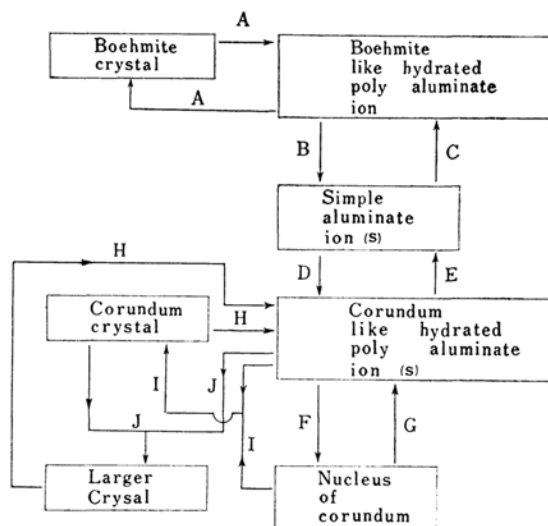 A
Boehmite
crystal
Boehmite
like hydrated
poly aluminate
ion
A
B
C
Simple
aluminate
ion (s)
H
D
E
Corundum
crystal
H
Corundum
like hydrated
poly aluminate
ion (s)
I
J
J
I
F
G
Larger
Crysal
Nucleus
of
corundum